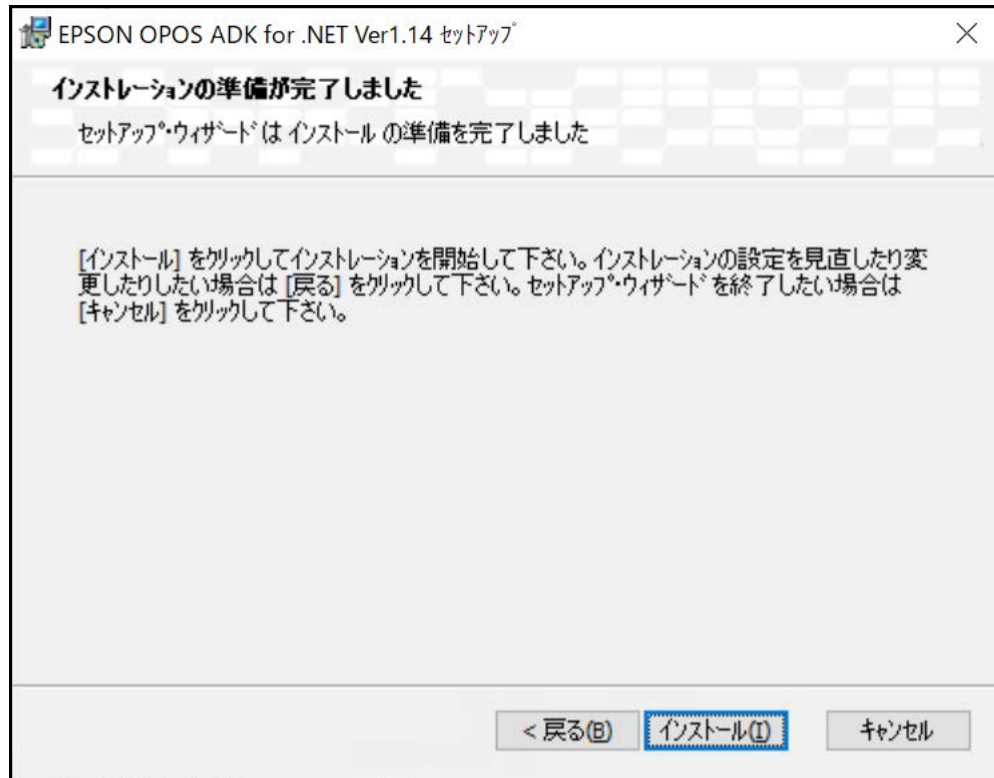 EPSON OPOS ADK for .NET Ver1.14 ｾｯﾄｱｯﾌﾟ
インストレーションの準備が完了しました
セットアップ・ウィザードは インストール の準備を完了しました
[インストール] をクリックしてインストレーションを開始して下さい。インストレーションの設定を見直したり変
更したりしたい場合は [戻る] をクリックして下さい。セットアップ・ウィザードを終了したい場合は
[キャンセル] をクリックして下さい。
< 戻る(B)
インストール(I)
キャンセル